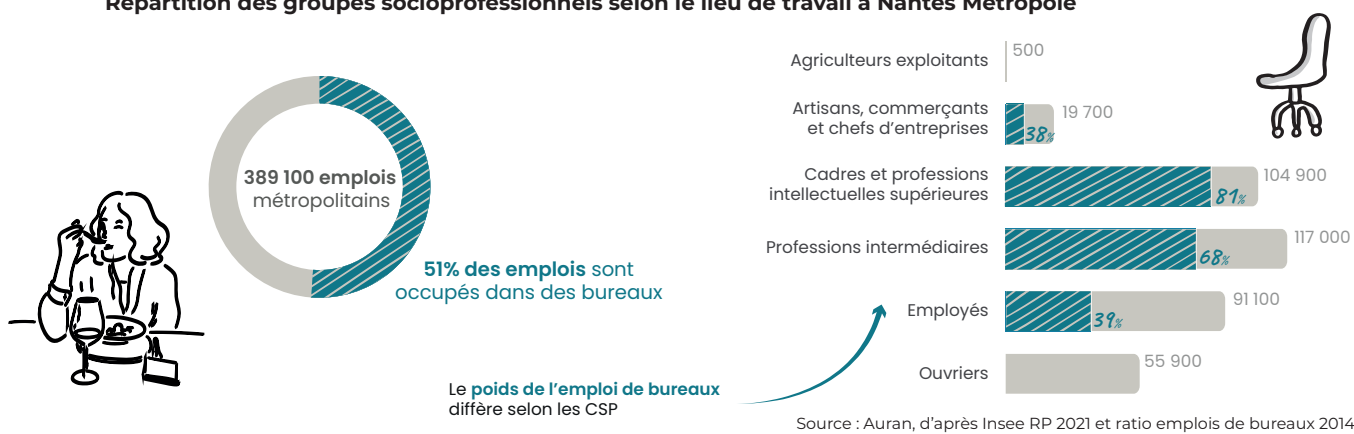 Répartition des groupes socioprofessionnels selon le lieu de travail à Nantes Métropole
389 100 emplois
métropolitains
51% des emplois sont
occupés dans des bureaux
Le poids de l'emploi de bureaux
diffère selon les CSP
Agriculteurs exploitants
500
Artisans, commerçants
et chefs d'entreprises
38%
19 700
Cadres et professions
intellectuelles supérieures
81%
104 900
Professions intermédiaires
68%
117 000
Employés
39%
91 100
Ouvriers
55 900
Source : Auran, d'après Insee RP 2021 et ratio emplois de bureaux 2014